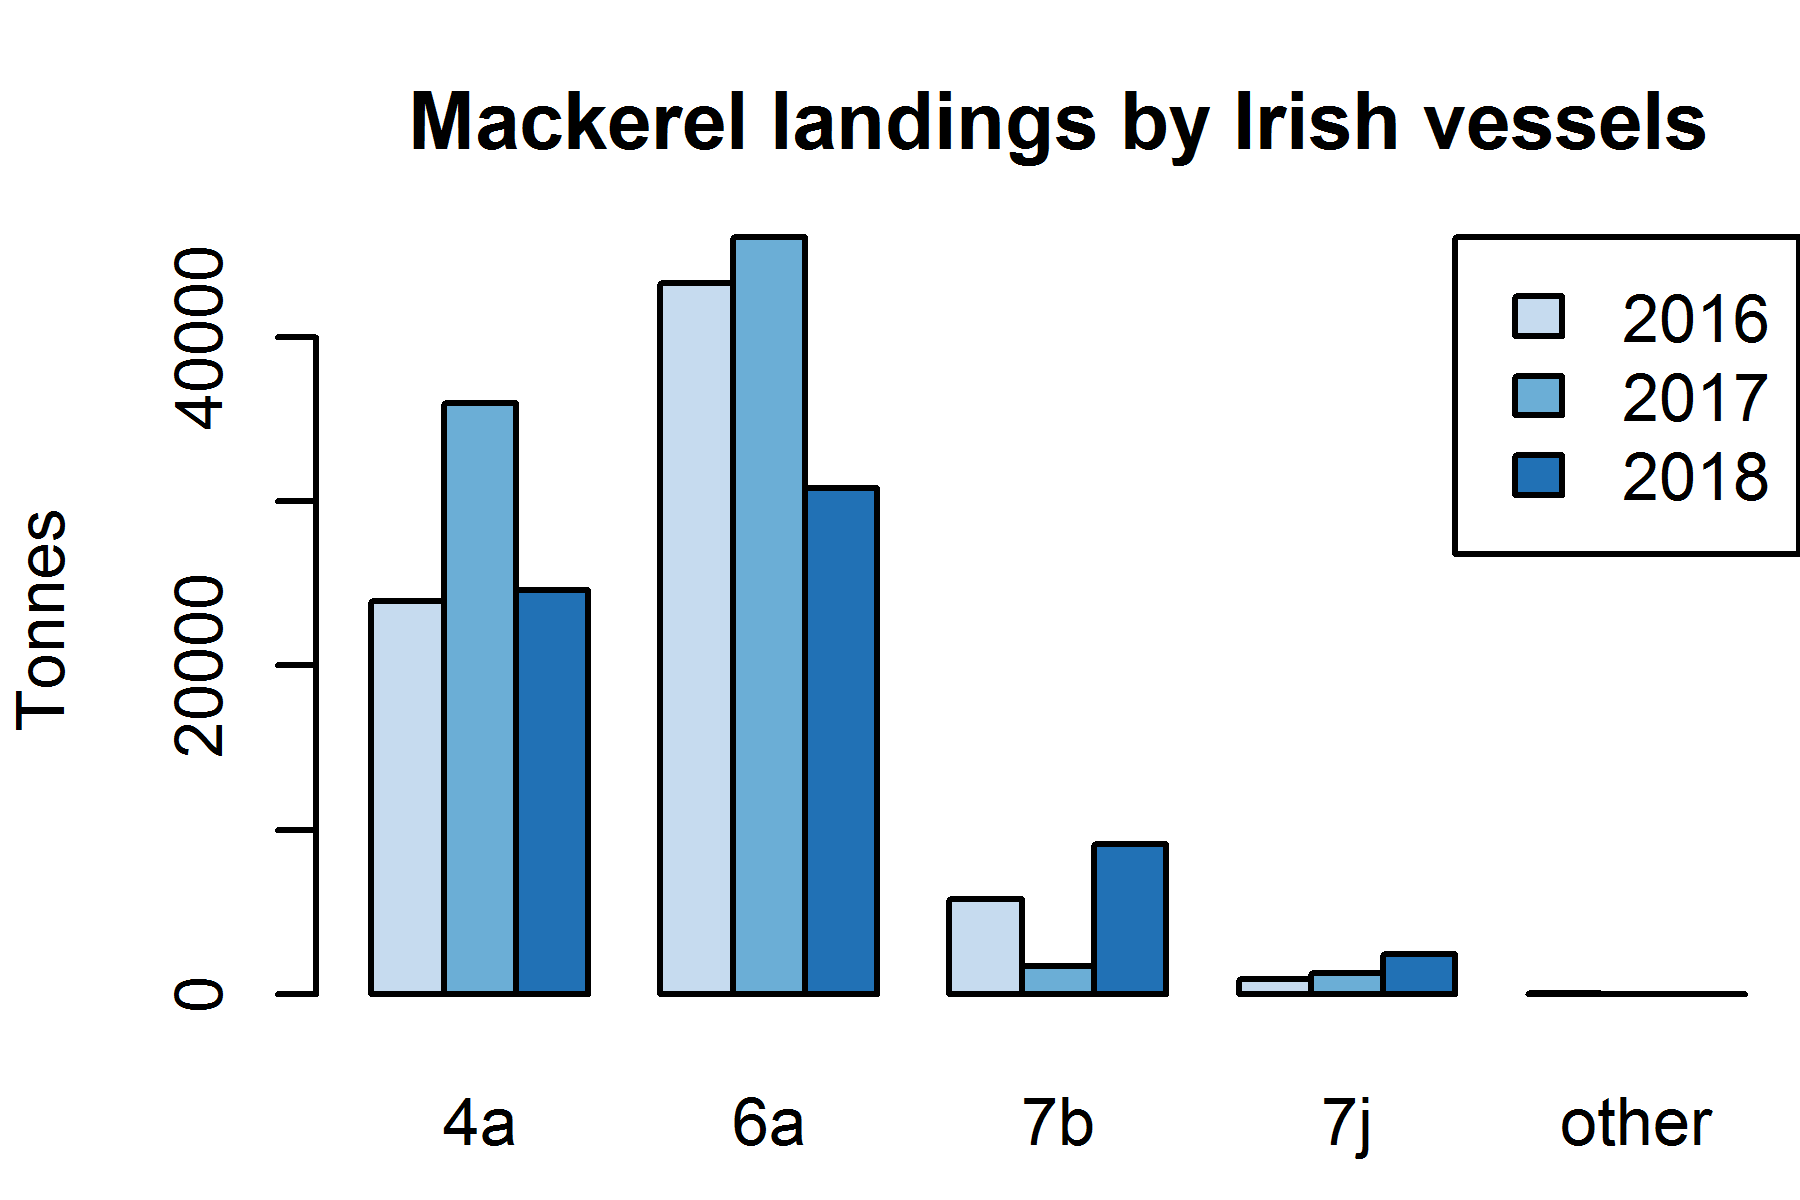 Mackerel landings by Irish vessels
Tonnes
40000
20000
0
2016
2017
2018
4a 6a 7b 7j other